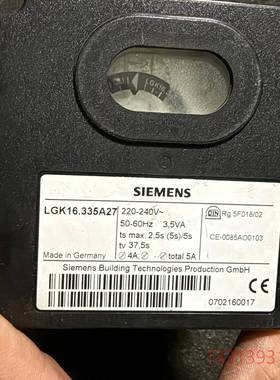 LGK16
SIEMENS
LGK16.335A27
220-240V~
50-60Hz 3,5VA
ts max. 2,5s (5s)/5s
tv 37,5s
Made in Germany
⌀ 4A; ⌀ total 5A
DIN Rg.5F018/02
CE-0085AO0103
Siemens Building Technologies Production GmbH
0702160017